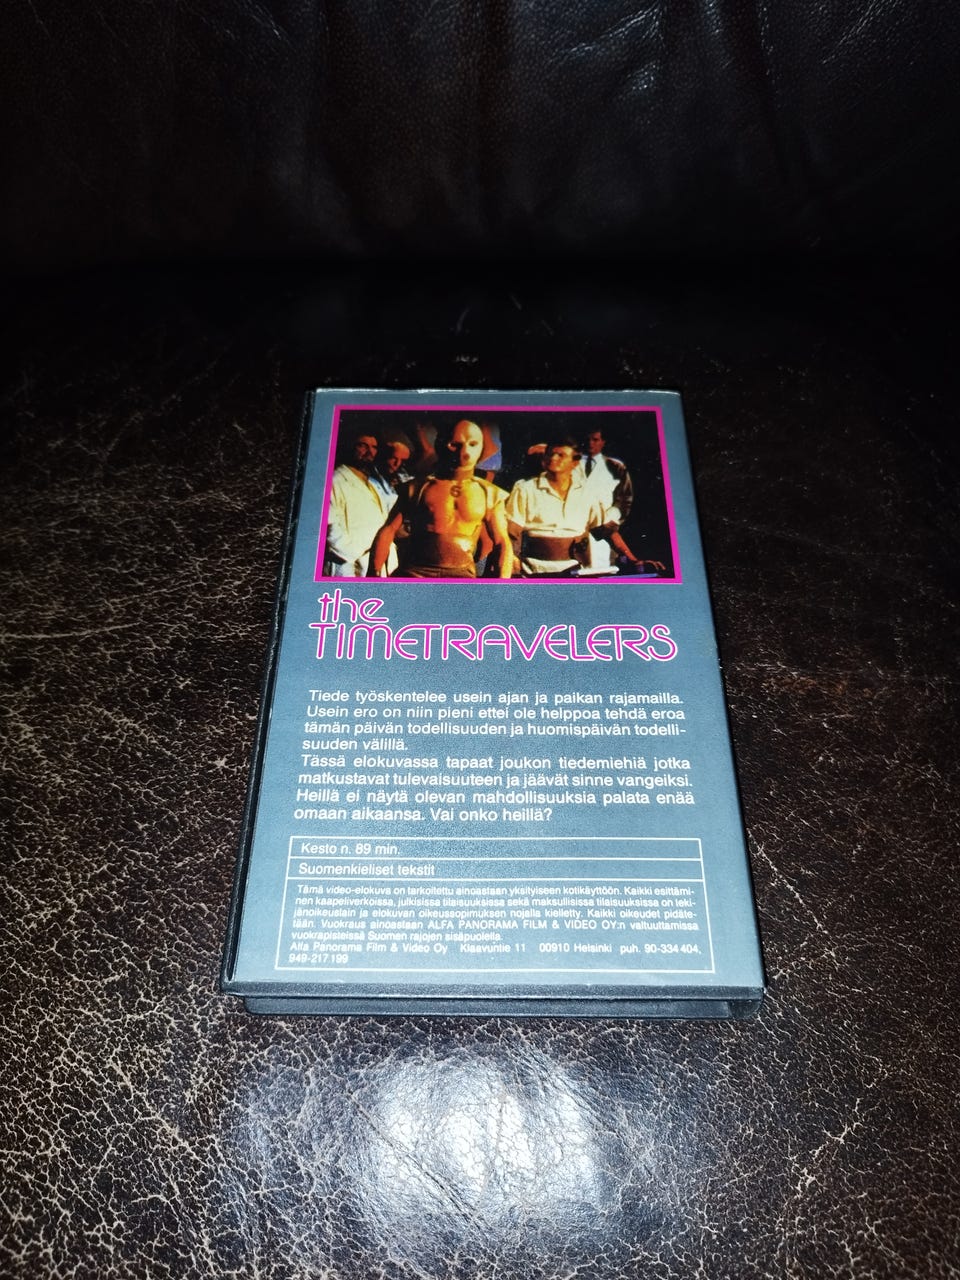 the
TIMETRAVELERS
Tiede työskentelee usein ajan ja paikan rajamailla.
Usein ero on niin pieni ettei ole helppoa tehdä eroa
tämän päivän todellisuuden ja huomispäivän todelli-
suuden välillä.
Tässä elokuvassa tapaat joukon tiedemiehiä jotka
matkustavat tulevaisuuteen ja jäävät sinne vangeiksi.
Heillä ei näytä olevan mahdollisuuksia palata enää
omaan aikaansa. Vai onko heillä?
Kesto n. 89 min.
Suomenkieliset tekstit
Tämä video-elokuva on tarkoitettu ainoastaan yksityiseen kotikäyttöön. Kaikki esittämi-
nen kaapeliverkoissa, julkisissa tilaisuuksissa sekä maksullisissa tilaisuuksissa on teki-
jänoikeuslain ja elokuvan oikeussopimuksen nojalla kielletty. Kaikki oikeudet pidäte-
tään. Vuokraus ainoastaan ALFA PANORAMA FILM & VIDEO OY:n valtuuttamissa
vuokrapisteissä Suomen rajojen sisäpuolella.
Alfa Panorama Film & Video Oy Klaavuntie 11 00910 Helsinki puh. 90-334 404,
949-217 199